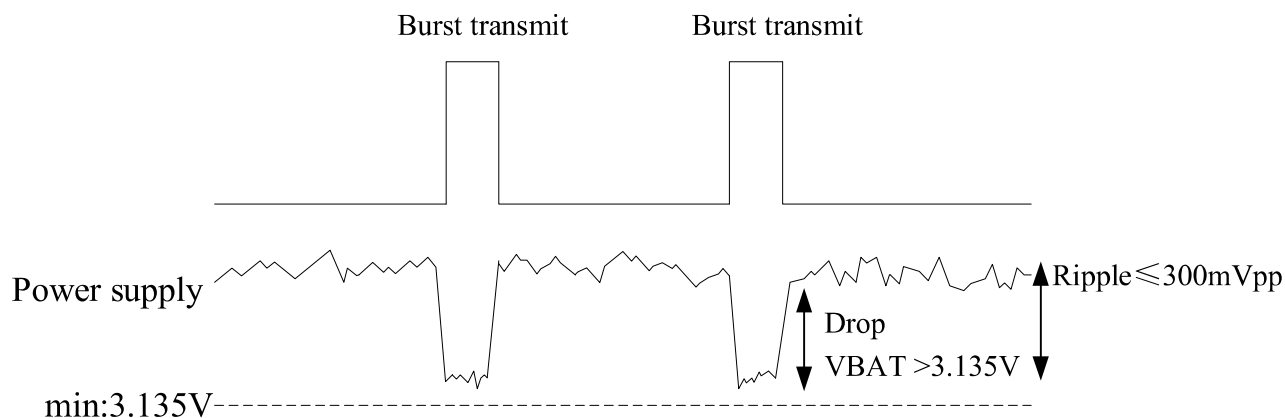 Burst transmit
Burst transmit
Power supply
Ripple≤300mVpp
Drop
VBAT >3.135V
min:3.135V